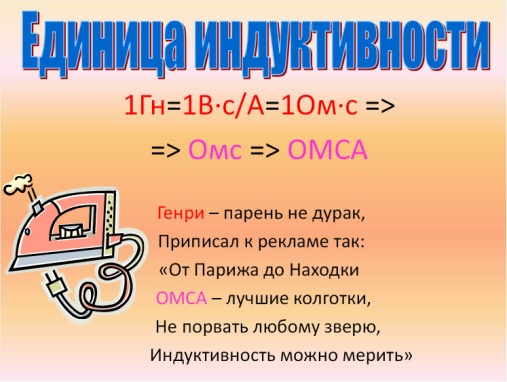 Единица индуктивности
1Гн=1В·с/А=1Ом·с =>
=> Омс => ОМСА
Генри – парень не дурак,
Приписал к рекламе так:
«От Парижа до Находки
ОМСА – лучшие колготки,
Не порвать любому зверю,
Индуктивность можно мерить»